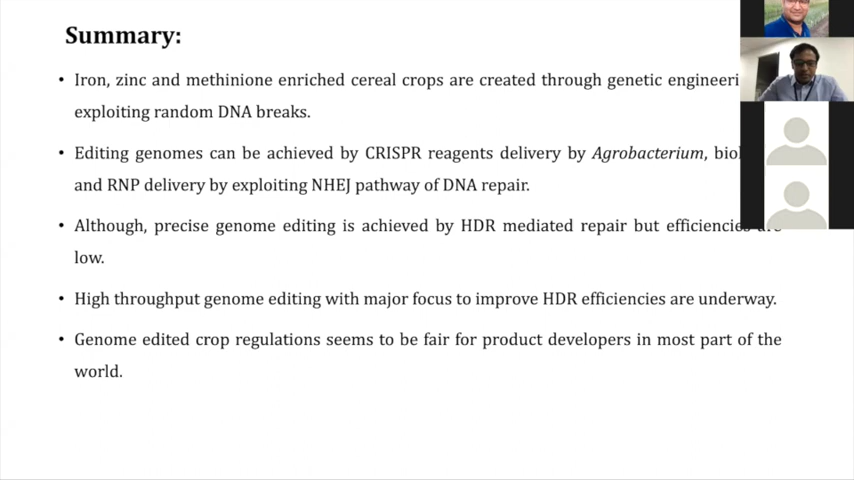 Summary:
• Iron, zinc and methinione enriched cereal crops are created through genetic
exploiting random DNA breaks.
• Editing genomes can be achieved by CRISPR reagents delivery by Agrobacterium,
and RNP delivery by exploiting NHEJ pathway of DNA repair.
• Although, precise genome editing is achieved by HDR mediated repair but
low.
• High throughput genome editing with major focus to improve HDR efficiencies are underway.
• Genome edited crop regulations seems to be fair for product developers in most part of the
world.